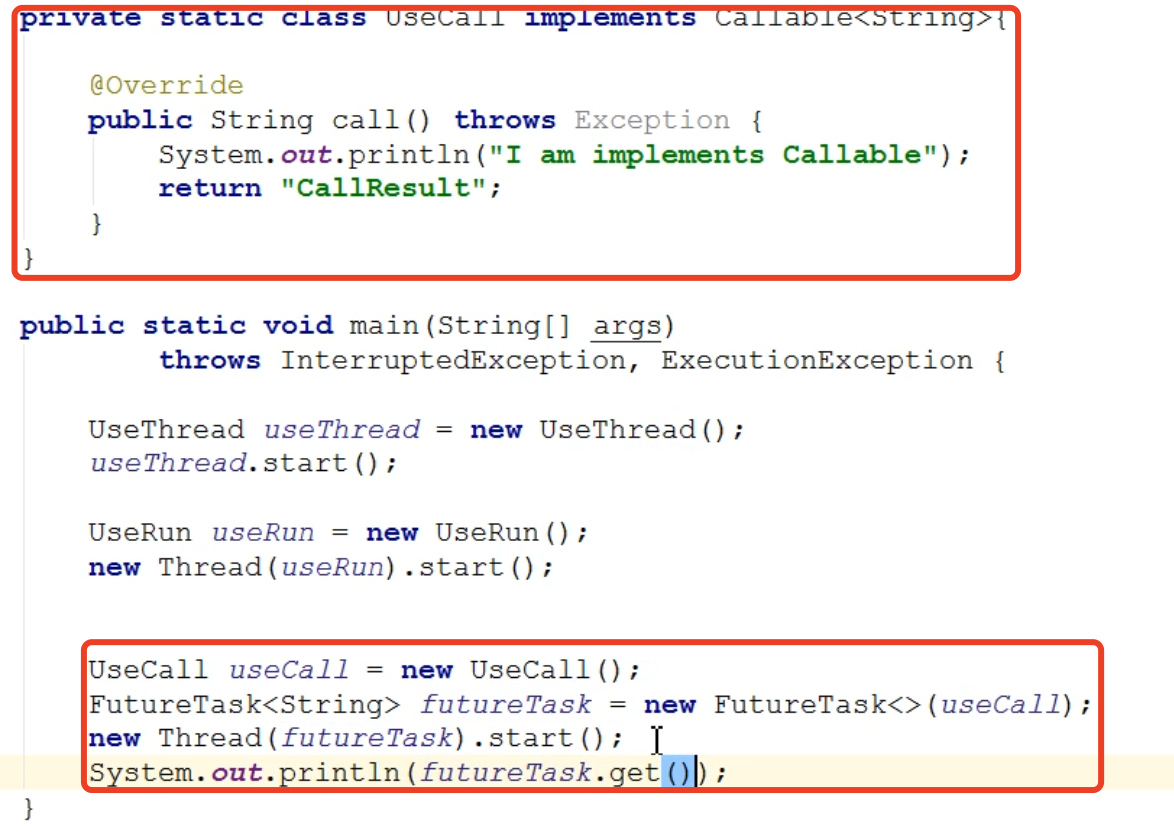 private static class UseCall implements Callable<String>{
@Override
public String call() throws Exception {
System.out.println("I am implements Callable");
return "CallResult";
}
}
public static void main(String[] args)
throws InterruptedException, ExecutionException {
UseThread useThread = new UseThread();
useThread.start();
UseRun useRun = new UseRun();
new Thread(useRun).start();
UseCall useCall = new UseCall();
FutureTask<String> futureTask = new FutureTask<>(useCall);
new Thread(futureTask).start();
System.out.println(futureTask.get());
}